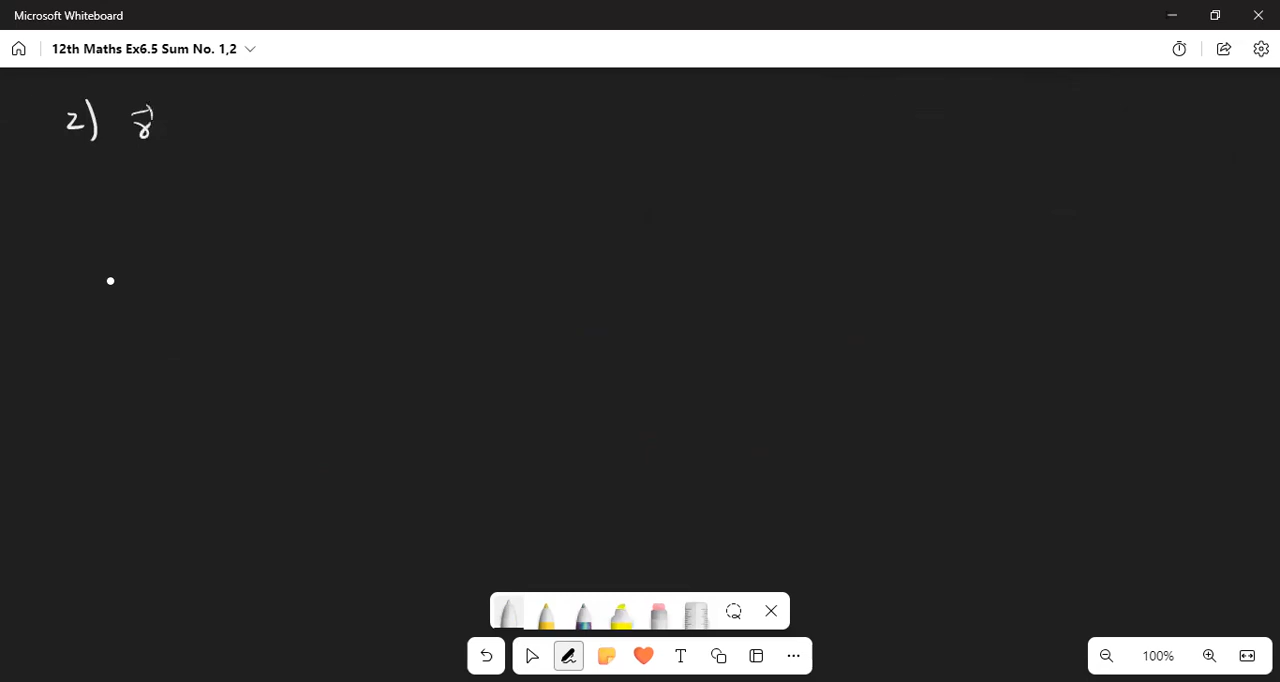 Microsoft Whiteboard
12th Maths Ex6.5 Sum No. 1,2
2) r⃗
T
100%